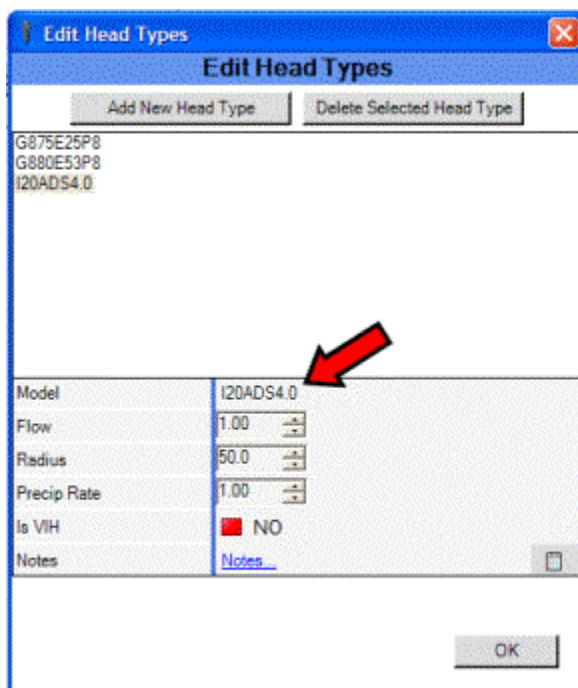 Edit Head Types
Edit Head Types
Add New Head Type Delete Selected Head Type
G875E25P8
G880E53P8
I20ADS4.0
Model I20ADS4.0
Flow 1.00
Radius 50.0
Precip Rate 1.00
Is VIH NO
Notes Notes...
OK